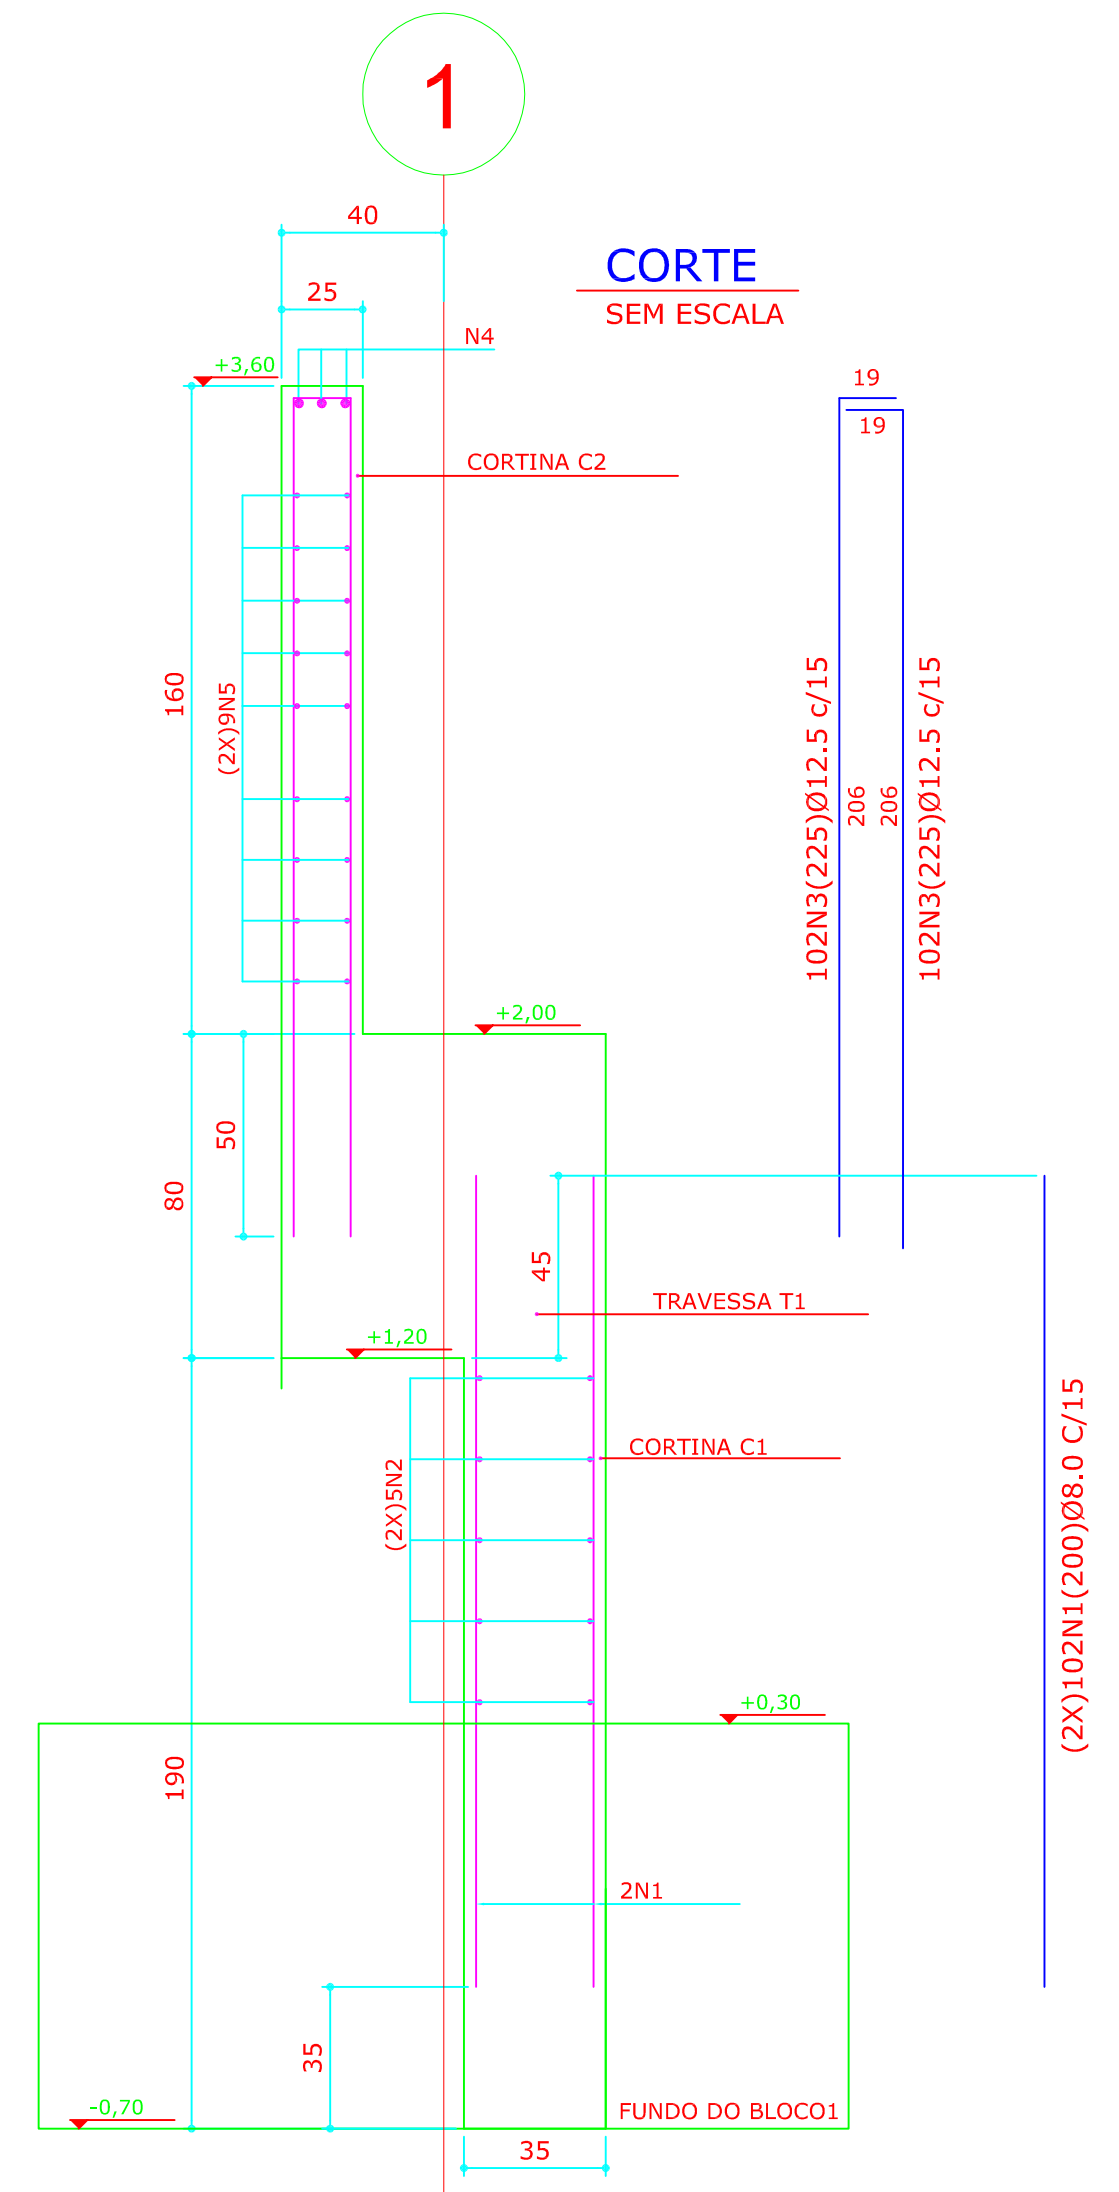 1
40
CORTE
SEM ESCALA
25
N4
+3,60
19
19
CORTINA C2
160
(2X)9N5
102N3(225)Ø12.5 c/15
206
206
102N3(225)Ø12.5 c/15
+2,00
50
80
45
TRAVESSA T1
+1,20
CORTINA C1
(2X)5N2
(2X)102N1(200)Ø8.0 C/15
+0,30
190
2N1
35
-0,70
FUNDO DO BLOCO1
35